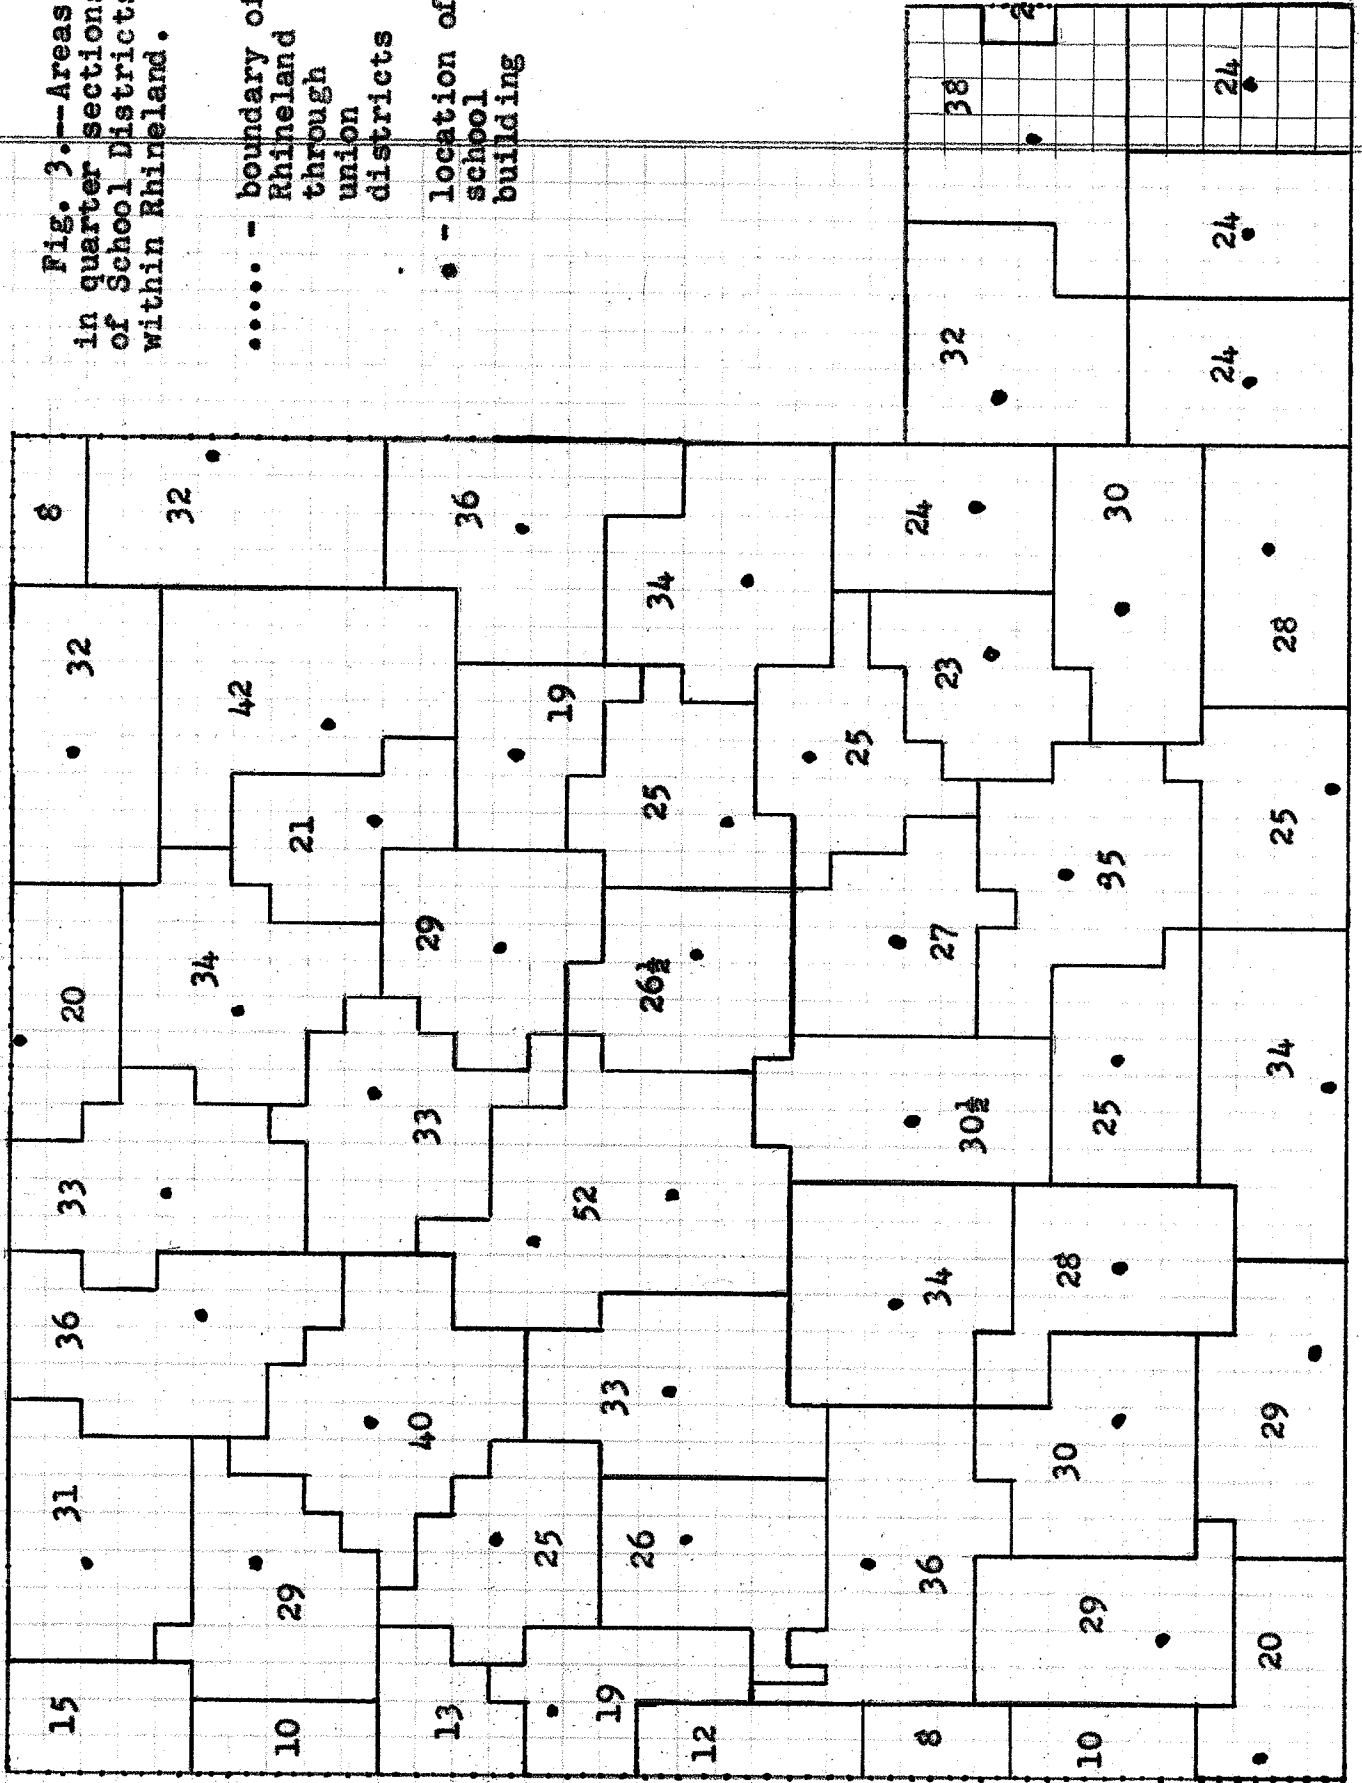 Fig. 3.--Areas
in quarter sections
of School Districts
within Rhineland.
..... - boundary of
Rhineland
through
union
districts
● - location of
school
building
15 31 36 33 20 32 8
10 29 34 21 42 32
13 40 33 29 36
25 52 19
19 26 33 26½ 25 34
12
25
8 36 34 30½ 27 23 24 32 38 2
10 29 30 28 25 35 30
20 29 34 25 28 24 24 24